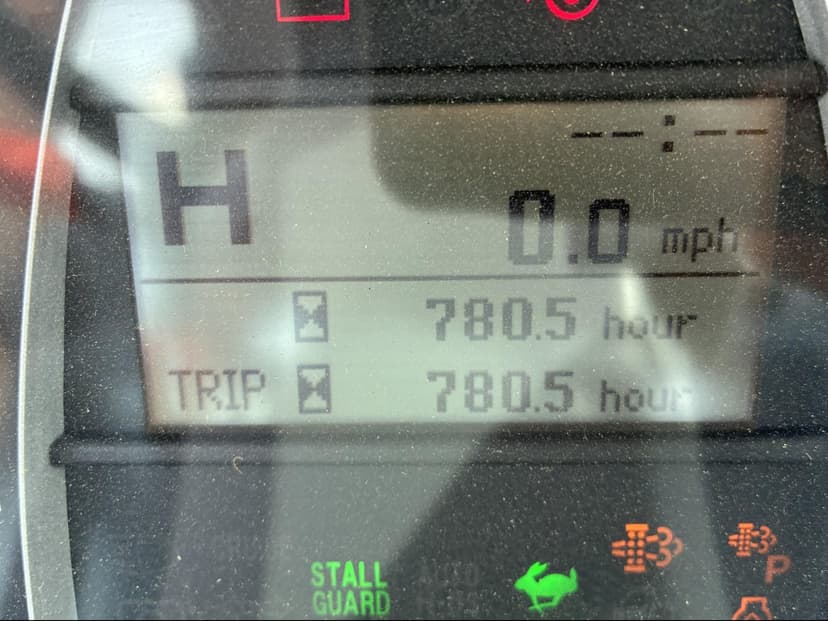 --:--
H
0.0 mph
780.5 hour
TRIP 780.5 hour
STALL
GUARD
P